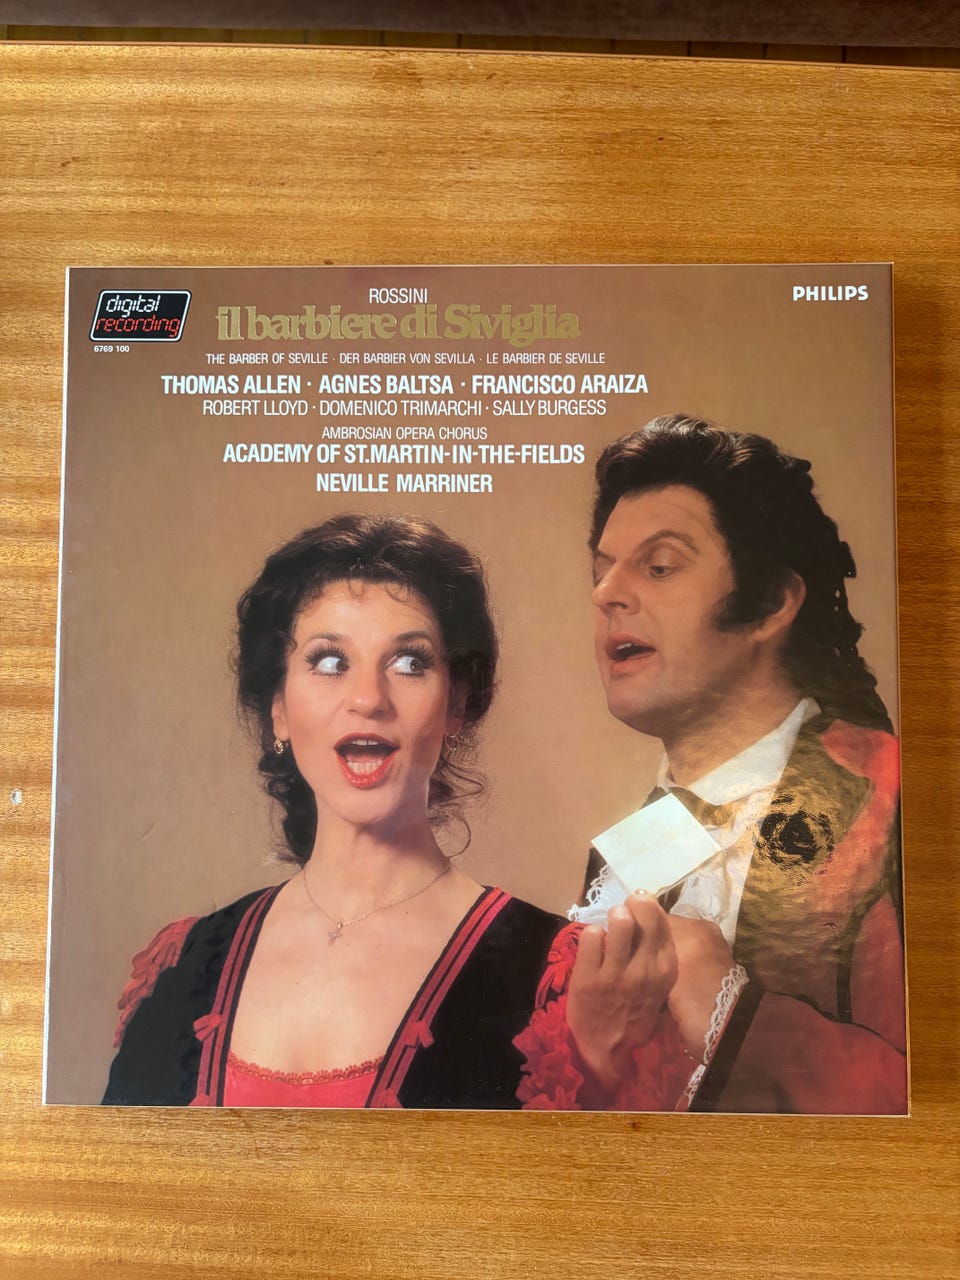 digital
recording
6769 100
PHILIPS
ROSSINI
il barbiere di Siviglia
THE BARBER OF SEVILLE · DER BARBIER VON SEVILLA · LE BARBIER DE SEVILLE
THOMAS ALLEN · AGNES BALTSA · FRANCISCO ARAIZA
ROBERT LLOYD · DOMENICO TRIMARCHI · SALLY BURGESS
AMBROSIAN OPERA CHORUS
ACADEMY OF ST.MARTIN-IN-THE-FIELDS
NEVILLE MARRINER